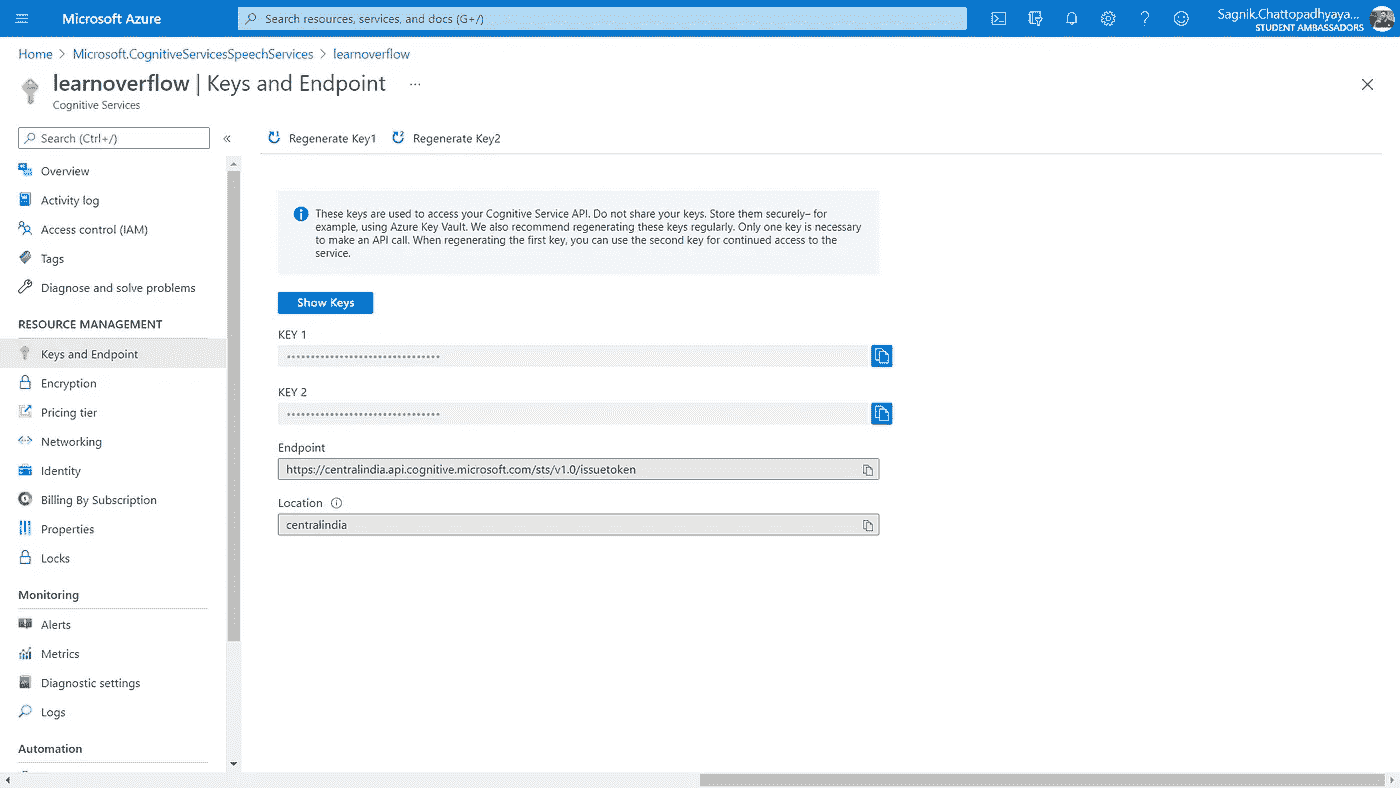 Microsoft Azure
Search resources, services, and docs (G+/)
Sagnik.Chattopadhyaya...
STUDENT AMBASSADORS
Home > Microsoft.CognitiveServicesSpeechServices > learnoverflow
learnoverflow | Keys and Endpoint ...
Cognitive Services
Search (Ctrl+/)
«
Regenerate Key1
Regenerate Key2
Overview
Activity log
Access control (IAM)
Tags
Diagnose and solve problems
RESOURCE MANAGEMENT
Keys and Endpoint
Encryption
Pricing tier
Networking
Identity
Billing By Subscription
Properties
Locks
Monitoring
Alerts
Metrics
Diagnostic settings
Logs
Automation
These keys are used to access your Cognitive Service API. Do not share your keys. Store them securely– for
example, using Azure Key Vault. We also recommend regenerating these keys regularly. Only one key is necessary
to make an API call. When regenerating the first key, you can use the second key for continued access to the
service.
Show Keys
KEY 1
•••••••••••••••••••••••••••••••
KEY 2
•••••••••••••••••••••••••••••••
Endpoint
https://centralindia.api.cognitive.microsoft.com/sts/v1.0/issuetoken
Location
centralindia